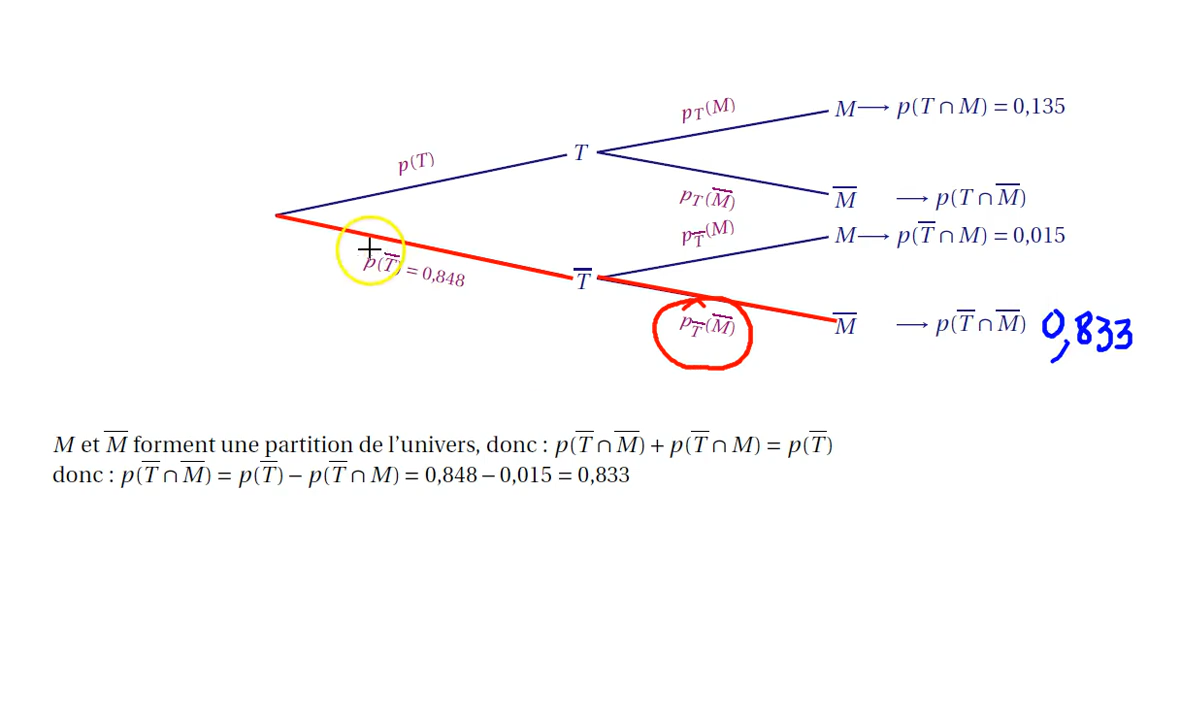 p_T(M)
M ⟶ p(T ∩ M) = 0,135
p(T)
T
p_T(M̅)
M̅ ⟶ p(T ∩ M̅)
p_T̅(M)
M ⟶ p(T̅ ∩ M) = 0,015
p(T̅) = 0,848
T̅
p_T̅(M̅)
M̅ ⟶ p(T̅ ∩ M̅) 0,833
M et M̅ forment une partition de l’univers, donc : p(T̅ ∩ M̅) + p(T̅ ∩ M) = p(T̅)
donc : p(T̅ ∩ M̅) = p(T̅) − p(T̅ ∩ M) = 0,848 − 0,015 = 0,833